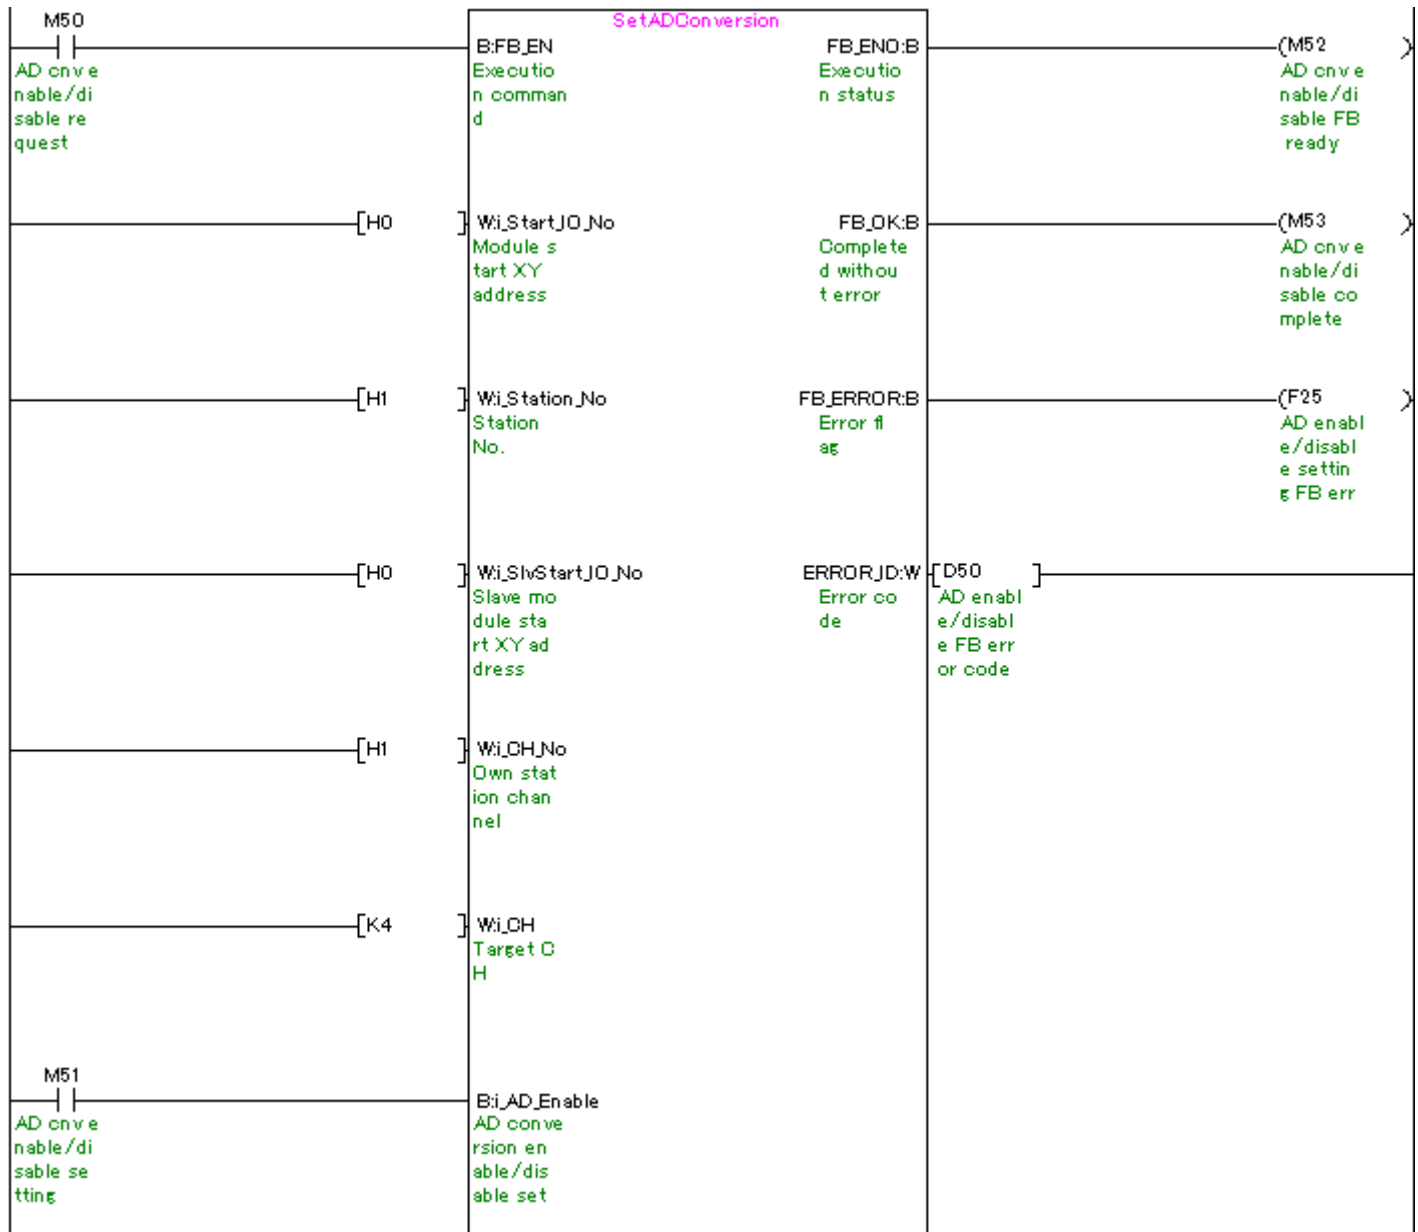 M50
SetADConversion
B:FB_EN
FB_ENO:B
(M52 )
AD cnv e
nable/di
sable re
quest
Executio
n comman
d
Executio
n status
AD cnv e
nable/di
sable FB
ready
[H0 ]
W:i_Start_IO_No
FB_OK:B
(M53 )
Module s
tart XY
address
Complete
d withou
t error
AD cnv e
nable/di
sable co
mplete
[H1 ]
W:i_Station_No
FB_ERROR:B
(F25 )
Station
No.
Error fl
ag
AD enabl
e/disabl
e settin
g FB err
[H0 ]
W:i_SlvStart_IO_No
ERROR_ID:W
[D50 ]
Slave mo
dule sta
rt XY ad
dress
Error co
de
AD enabl
e/disabl
e FB err
or code
[H1 ]
W:i_CH_No
Own stat
ion chan
nel
[K4 ]
W:i_CH
Target C
H
M51
B:i_AD_Enable
AD cnv e
nable/di
sable se
tting
AD conve
rsion en
able/dis
able set